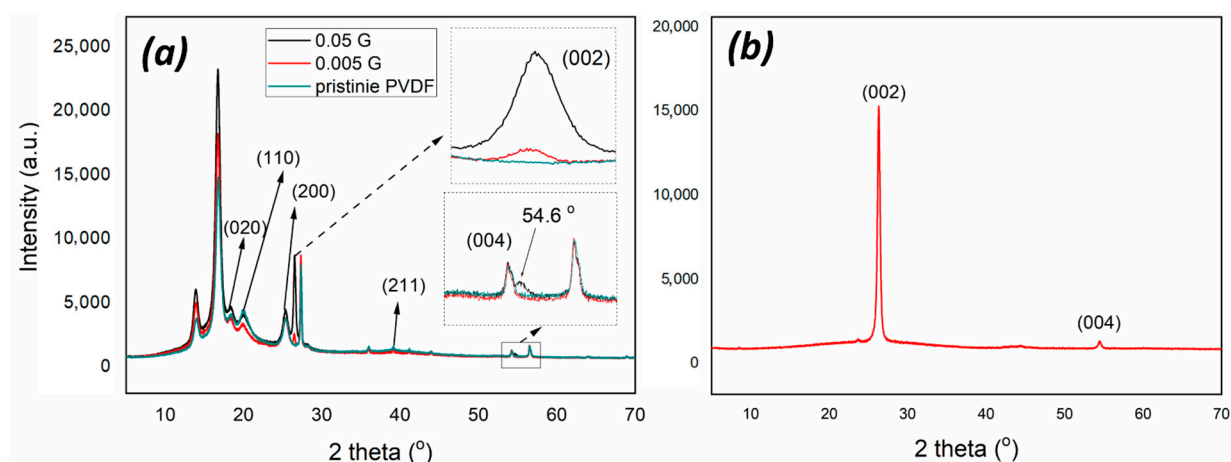 (a)
Intensity (a.u.)
25,000
20,000
15,000
10,000
5,000
0
0.05 G
0.005 G
pristinie PVDF
(002)
(110)
(200)
(020)
(004)
54.6 o
(211)
10 20 30 40 50 60 70
2 theta (o)
(b)
20,000
15,000
10,000
5,000
0
(002)
(004)
10 20 30 40 50 60 70
2 theta (o)